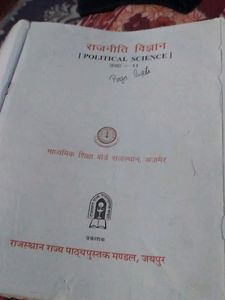 राजनीति विज्ञान
[ POLITICAL SCIENCE ]
कक्षा - 11
माध्यमिक शिक्षा बोर्ड राजस्थान, अजमेर
प्रकाशक
राजस्थान राज्य पाठ्यपुस्तक मण्डल, जयपुर